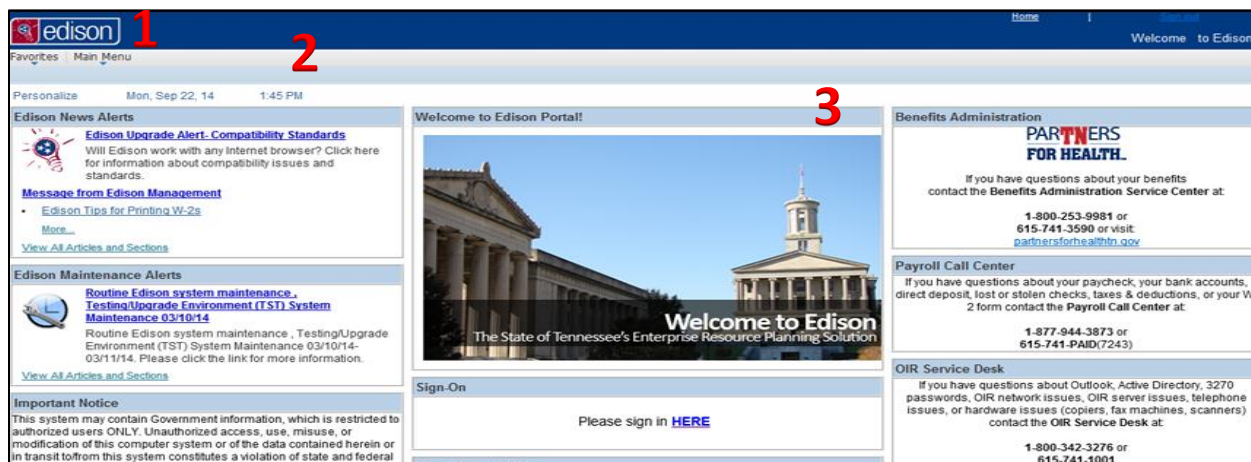 edison
1
Home | Sign out
Welcome to Edison
2
Favorites Main Menu
Personalize Mon, Sep 22, 14 1:45 PM
3
Edison News Alerts
Edison Upgrade Alert- Compatibility Standards
Will Edison work with any Internet browser? Click here
for information about compatibility issues and
standards.
Message from Edison Management
Edison Tips for Printing W-2s
More...
View All Articles and Sections
Edison Maintenance Alerts
Routine Edison system maintenance ,
Testing/Upgrade Environment (TST) System
Maintenance 03/10/14
Routine Edison system maintenance , Testing/Upgrade
Environment (TST) System Maintenance 03/10/14-
03/11/14. Please click the link for more information.
View All Articles and Sections
Important Notice
This system may contain Government information, which is restricted to
authorized users ONLY. Unauthorized access, use, misuse, or
modification of this computer system or of the data contained herein or
in transit to/from this system constitutes a violation of state and federal
Welcome to Edison Portal!
Welcome to Edison
The State of Tennessee's Enterprise Resource Planning Solution
Sign-On
Please sign in HERE
Benefits Administration
PARTNERS
FOR HEALTH
If you have questions about your benefits
contact the Benefits Administration Service Center at:
1-800-253-9981 or
615-741-3590 or visit:
partnersforhealthtn.gov
Payroll Call Center
If you have questions about your paycheck, your bank accounts,
direct deposit, lost or stolen checks, taxes & deductions, or your W
2 form contact the Payroll Call Center at:
1-877-944-3873 or
615-741-PAID(7243)
OIR Service Desk
If you have questions about Outlook, Active Directory, 3270
passwords, OIR network issues, OIR server issues, telephone
issues, or hardware issues (copiers, fax machines, scanners)
contact the OIR Service Desk at:
1-800-342-3276 or
615-741-1001